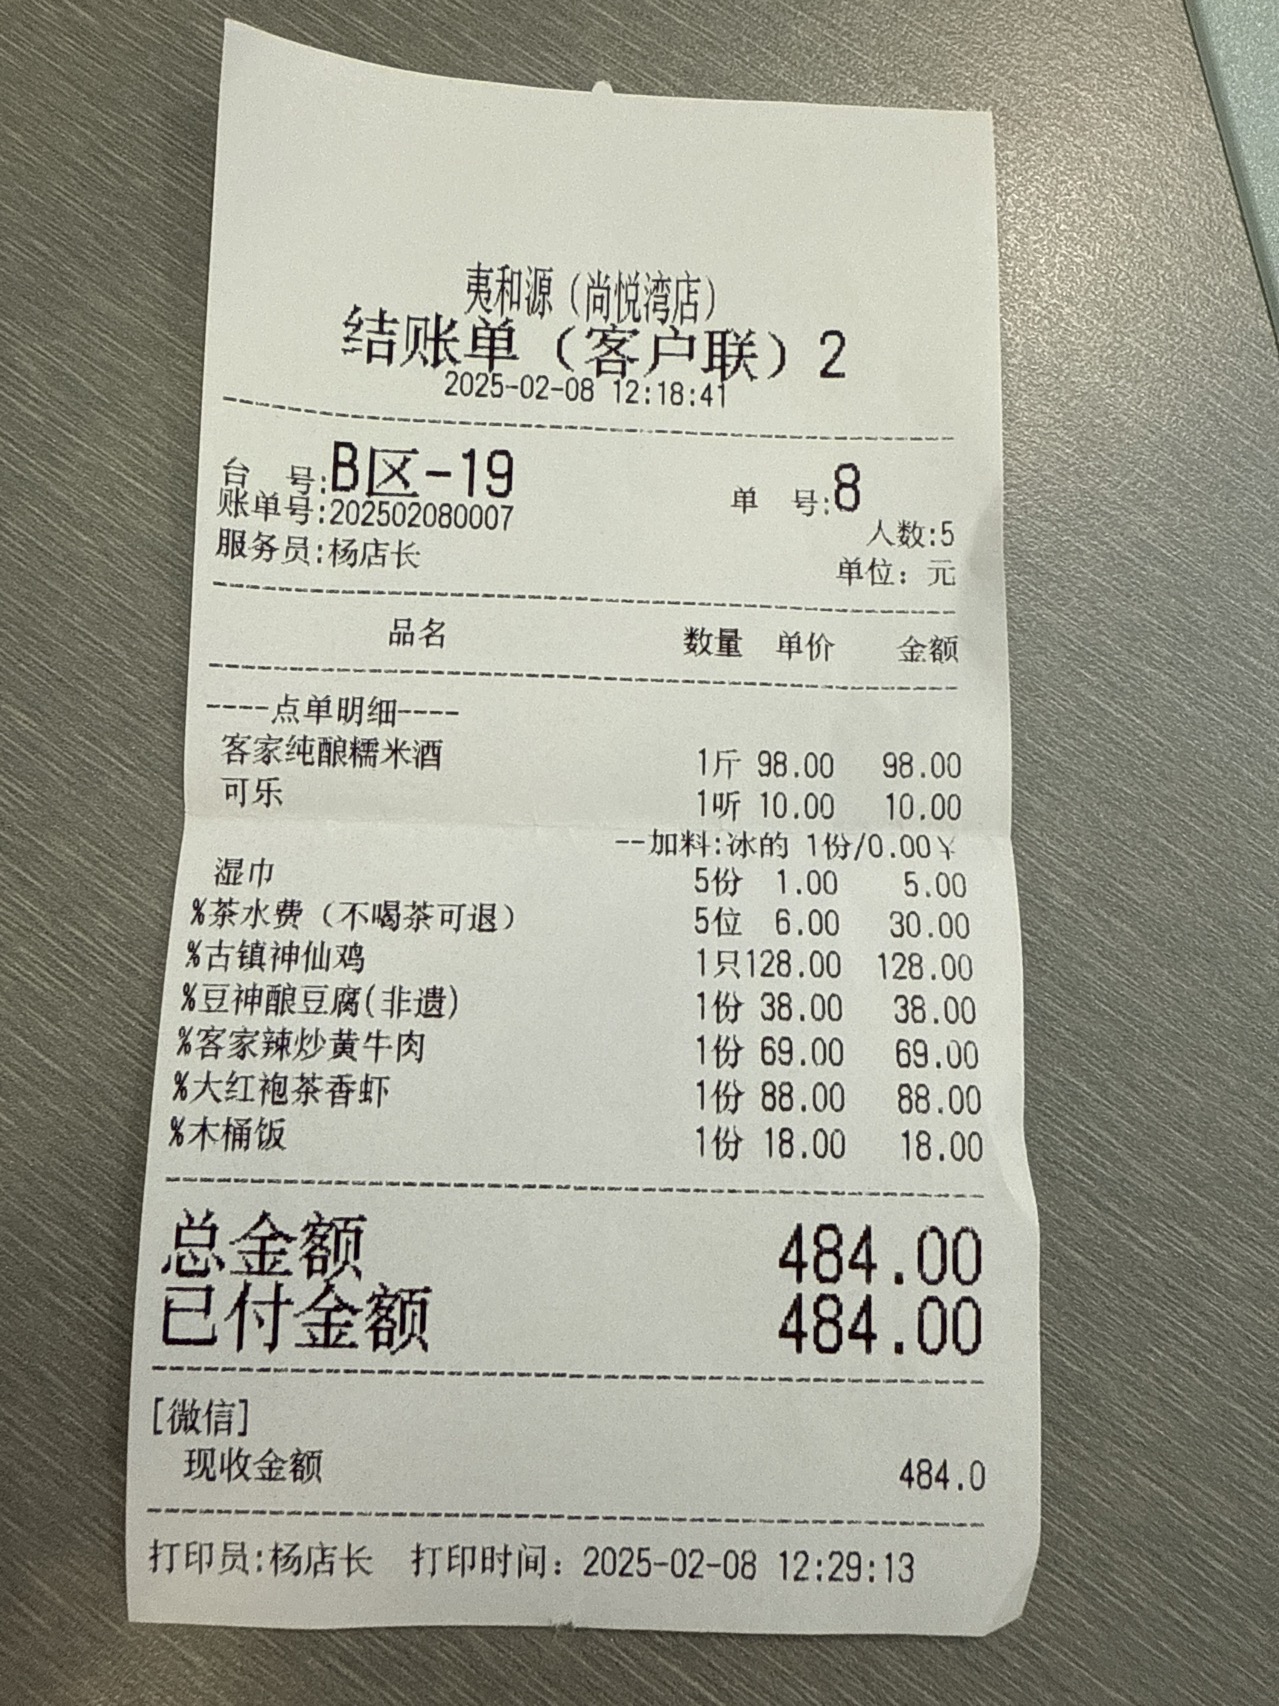 夷和源（尚悦湾店）
结账单（客户联）2
2025-02-08 12:18:41
台 号:B区-19 单 号:8
账单号:202502080007 人数:5
服务员:杨店长 单位：元
品名 数量 单价 金额
----点单明细----
客家纯酿糯米酒 1斤 98.00 98.00
可乐 1听 10.00 10.00
--加料:冰的 1份/0.00¥
湿巾 5份 1.00 5.00
%茶水费（不喝茶可退） 5位 6.00 30.00
%古镇神仙鸡 1只128.00 128.00
%豆神酿豆腐(非遗) 1份 38.00 38.00
%客家辣炒黄牛肉 1份 69.00 69.00
%大红袍茶香虾 1份 88.00 88.00
%木桶饭 1份 18.00 18.00
总金额 484.00
已付金额 484.00
[微信]
现收金额 484.0
打印员:杨店长 打印时间：2025-02-08 12:29:13